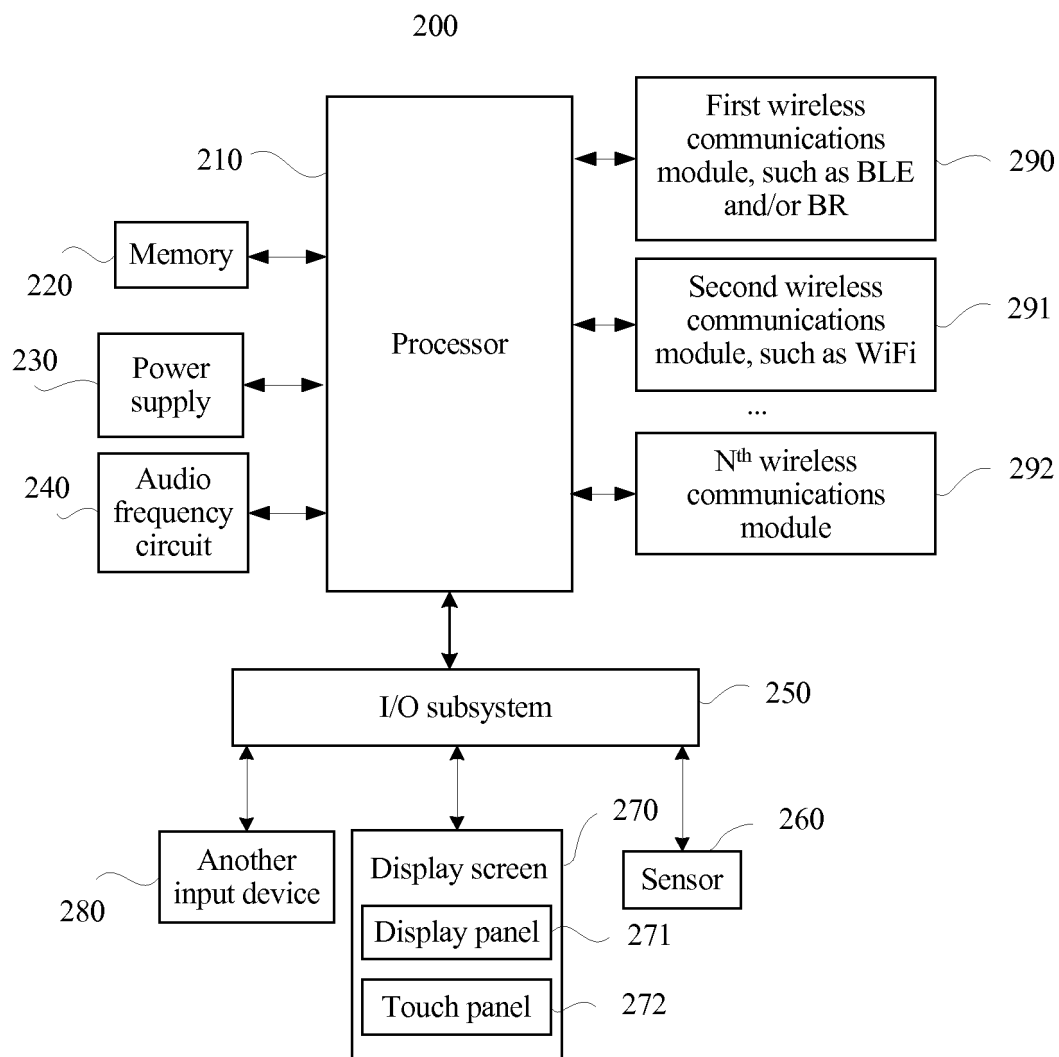 200
210
First wireless
communications
module, such as BLE
and/or BR
290
Memory
220
Second wireless
communications
module, such as WiFi
291
Processor
230
Power
supply
...
Nth wireless
communications
module
292
240
Audio
frequency
circuit
I/O subsystem
250
270
260
Another
input device
280
Display screen
Sensor
Display panel
271
Touch panel
272